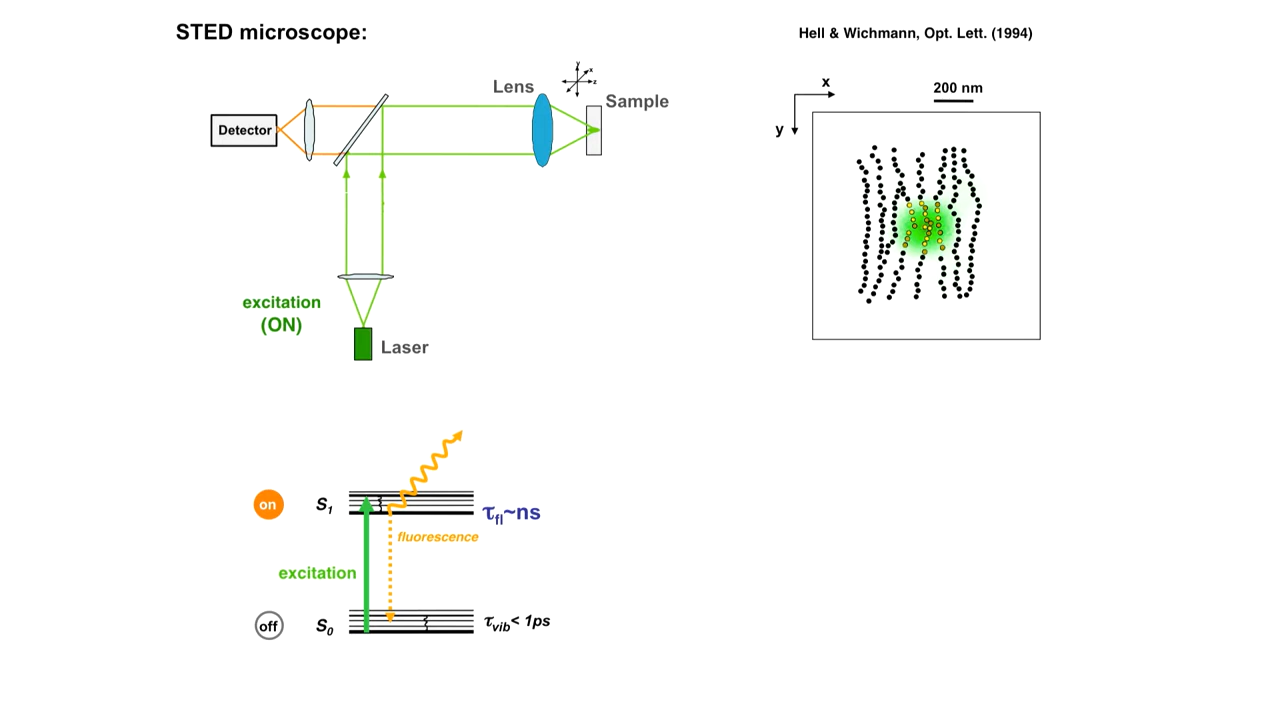 STED microscope:
Hell & Wichmann, Opt. Lett. (1994)
y
x
z
Lens
Sample
Detector
x
200 nm
y
excitation
(ON)
Laser
on
S1
τfl~ns
fluorescence
excitation
off
S0
τvib< 1ps